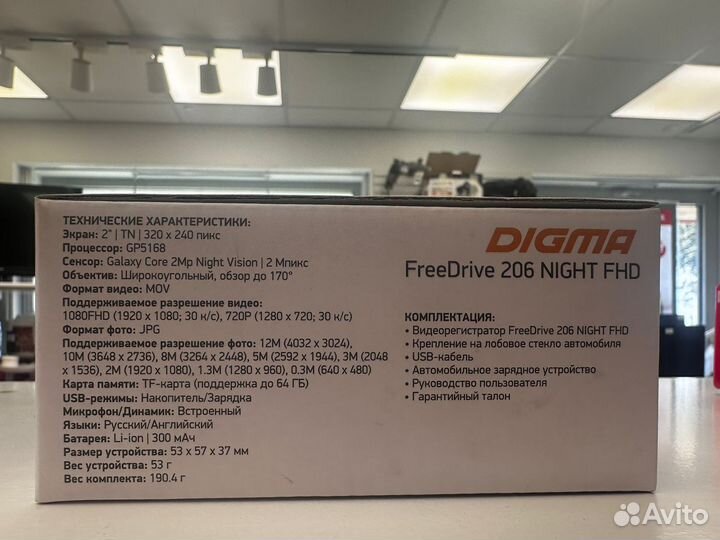 ТЕХНИЧЕСКИЕ ХАРАКТЕРИСТИКИ:
Экран: 2" | TN | 320 x 240 пикс
Процессор: GP5168
Сенсор: Galaxy Core 2Mp Night Vision | 2 Мпикс
Объектив: Широкоугольный, обзор до 170°
Формат видео: MOV
Поддерживаемое разрешение видео:
1080FHD (1920 x 1080; 30 к/с), 720P (1280 x 720; 30 к/с)
Формат фото: JPG
Поддерживаемое разрешение фото: 12M (4032 x 3024),
10M (3648 x 2736), 8M (3264 x 2448), 5M (2592 x 1944), 3M (2048
x 1536), 2M (1920 x 1080), 1.3M (1280 x 960), 0.3M (640 x 480)
Карта памяти: TF-карта (поддержка до 64 ГБ)
USB-режимы: Накопитель/Зарядка
Микрофон/Динамик: Встроенный
Языки: Русский/Английский
Батарея: Li-ion | 300 мАч
Размер устройства: 53 x 57 x 37 мм
Вес устройства: 53 г
Вес комплекта: 190.4 г
DIGMA
FreeDrive 206 NIGHT FHD
КОМПЛЕКТАЦИЯ:
• Видеорегистратор FreeDrive 206 NIGHT FHD
• Крепление на лобовое стекло автомобиля
• USB-кабель
• Автомобильное зарядное устройство
• Руководство пользователя
• Гарантийный талон
Avito